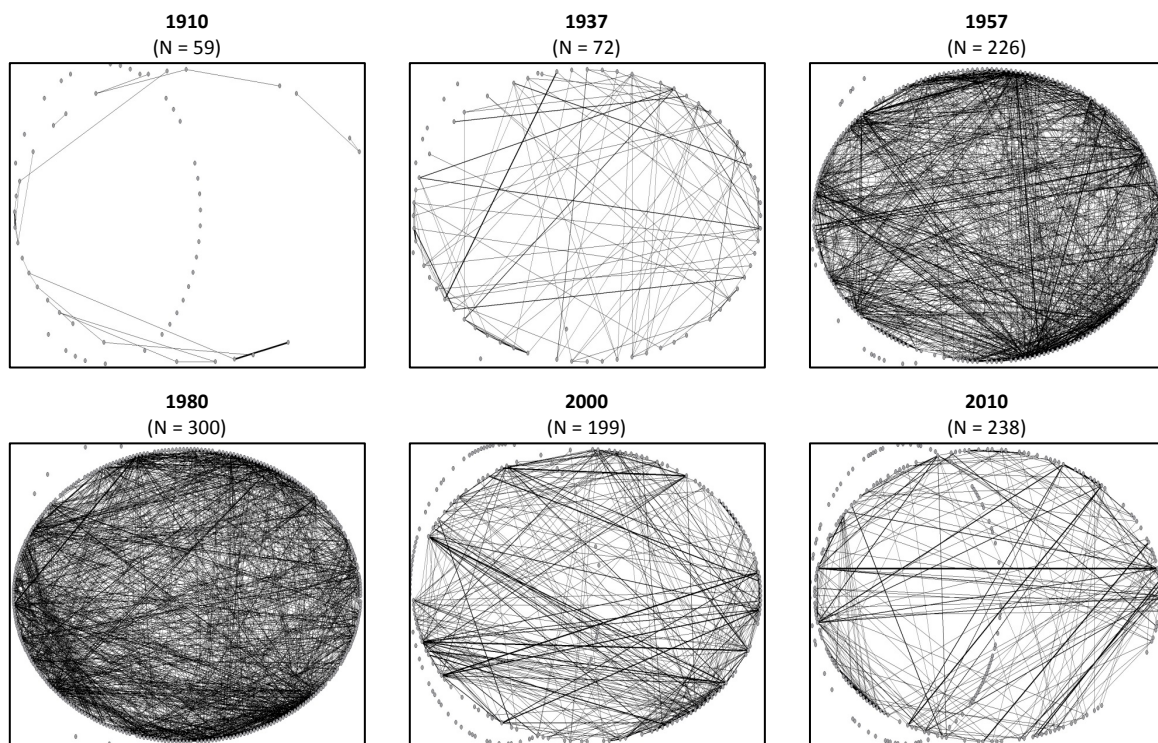 1910
(N = 59)
1937
(N = 72)
1957
(N = 226)
1980
(N = 300)
2000
(N = 199)
2010
(N = 238)